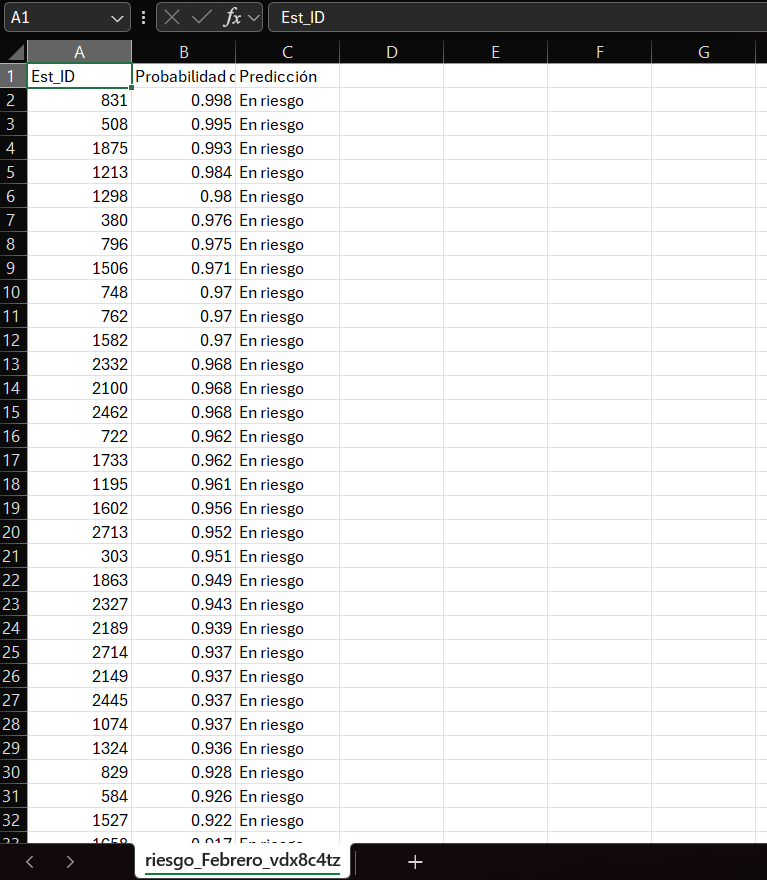 A1 fx Est_ID
A B C D E F G
1 Est_ID Probabilidad Predicción
2 831 0.998 En riesgo
3 508 0.995 En riesgo
4 1875 0.993 En riesgo
5 1213 0.984 En riesgo
6 1298 0.98 En riesgo
7 380 0.976 En riesgo
8 796 0.975 En riesgo
9 1506 0.971 En riesgo
10 748 0.97 En riesgo
11 762 0.97 En riesgo
12 1582 0.97 En riesgo
13 2332 0.968 En riesgo
14 2100 0.968 En riesgo
15 2462 0.968 En riesgo
16 722 0.962 En riesgo
17 1733 0.962 En riesgo
18 1195 0.961 En riesgo
19 1602 0.956 En riesgo
20 2713 0.952 En riesgo
21 303 0.951 En riesgo
22 1863 0.949 En riesgo
23 2327 0.943 En riesgo
24 2189 0.939 En riesgo
25 2714 0.937 En riesgo
26 2149 0.937 En riesgo
27 2445 0.937 En riesgo
28 1074 0.937 En riesgo
29 1324 0.936 En riesgo
30 829 0.928 En riesgo
31 584 0.926 En riesgo
32 1527 0.922 En riesgo
riesgo_Febrero_vdx8c4tz